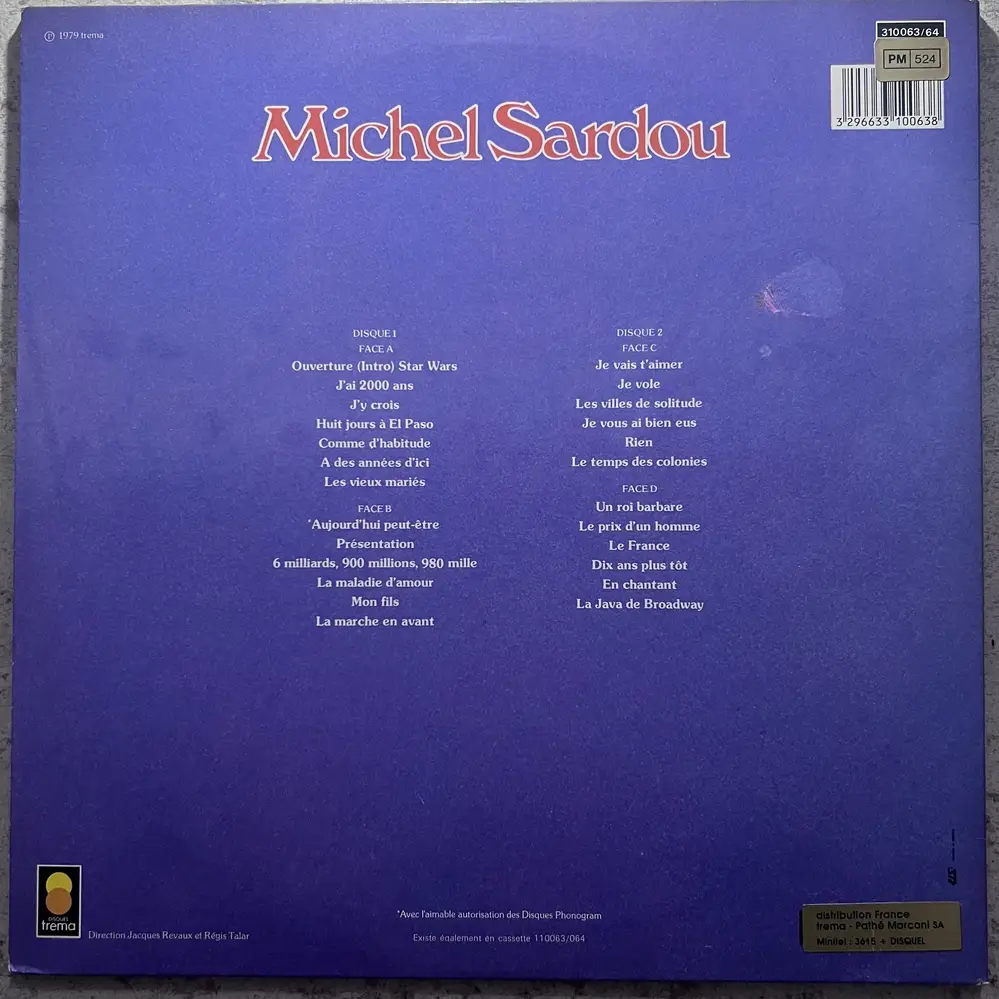 ℗ 1979 trema
310063/64
PM 524
3 296633 100638
Michel Sardou
DISQUE 1
FACE A
Ouverture (Intro) Star Wars
J'ai 2000 ans
J'y crois
Huit jours à El Paso
Comme d'habitude
A des années d'ici
Les vieux mariés
FACE B
*Aujourd'hui peut-être
Présentation
6 milliards, 900 millions, 980 mille
La maladie d'amour
Mon fils
La marche en avant
DISQUE 2
FACE C
Je vais t'aimer
Je vole
Les villes de solitude
Je vous ai bien eus
Rien
Le temps des colonies
FACE D
Un roi barbare
Le prix d'un homme
Le France
Dix ans plus tôt
En chantant
La Java de Broadway
DISQUES
trema
Direction Jacques Revaux et Régis Talar
*Avec l'aimable autorisation des Disques Phonogram
Existe également en cassette 110063/064
distribution France
trema - Pathé Marconi SA
Minitel : 3615 + DISQUEL